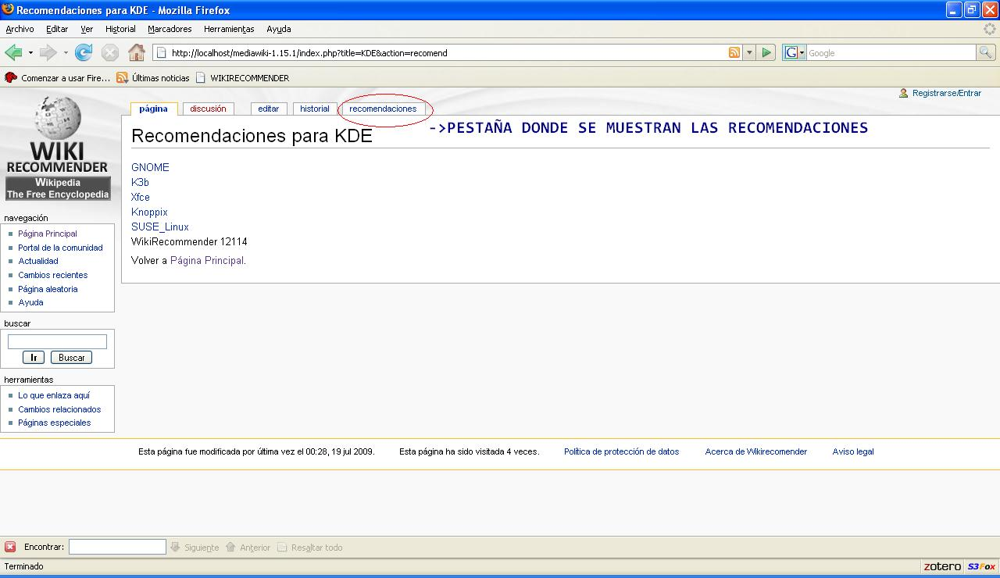 Recomendaciones para KDE - Mozilla Firefox
Archivo Editar Ver Historial Marcadores Herramientas Ayuda
http://localhost/mediawiki-1.15.1/index.php?title=KDE&action=recomend
G Google
Comenzar a usar Fire... Últimas noticias WIKIRECOMMENDER
Registrarse/Entrar
página discusión editar historial recomendaciones
->PESTAÑA DONDE SE MUESTRAN LAS RECOMENDACIONES
Recomendaciones para KDE
WIKI
RECOMMENDER
Wikipedia
The Free Encyclopedia
GNOME
K3b
Xfce
Knoppix
SUSE_Linux
WikiRecommender 12114
Volver a Página Principal.
navegación
Página Principal
Portal de la comunidad
Actualidad
Cambios recientes
Página aleatoria
Ayuda
buscar
Ir Buscar
herramientas
Lo que enlaza aquí
Cambios relacionados
Páginas especiales
Esta página fue modificada por última vez el 00:28, 19 jul 2009. Esta página ha sido visitada 4 veces. Política de protección de datos Acerca de Wikirecomender Aviso legal
Encontrar: Siguiente Anterior Resaltar todo
Terminado
zotero S3Fox